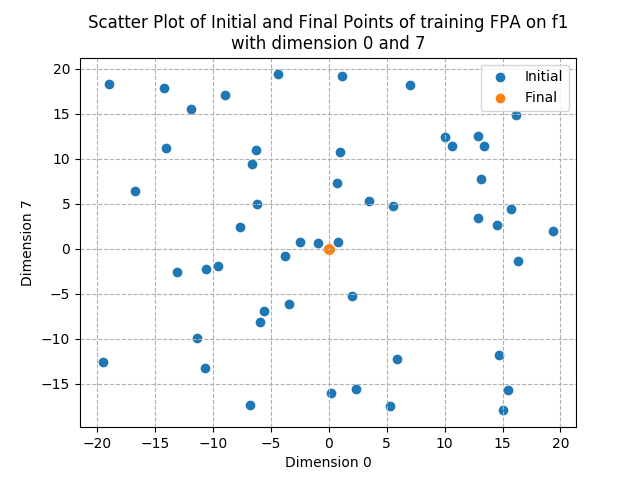 Scatter Plot of Initial and Final Points of training FPA on f1
with dimension 0 and 7
Initial
Final
20
15
10
5
0
−5
−10
−15
Dimension 7
−20 −15 −10 −5 0 5 10 15 20
Dimension 0